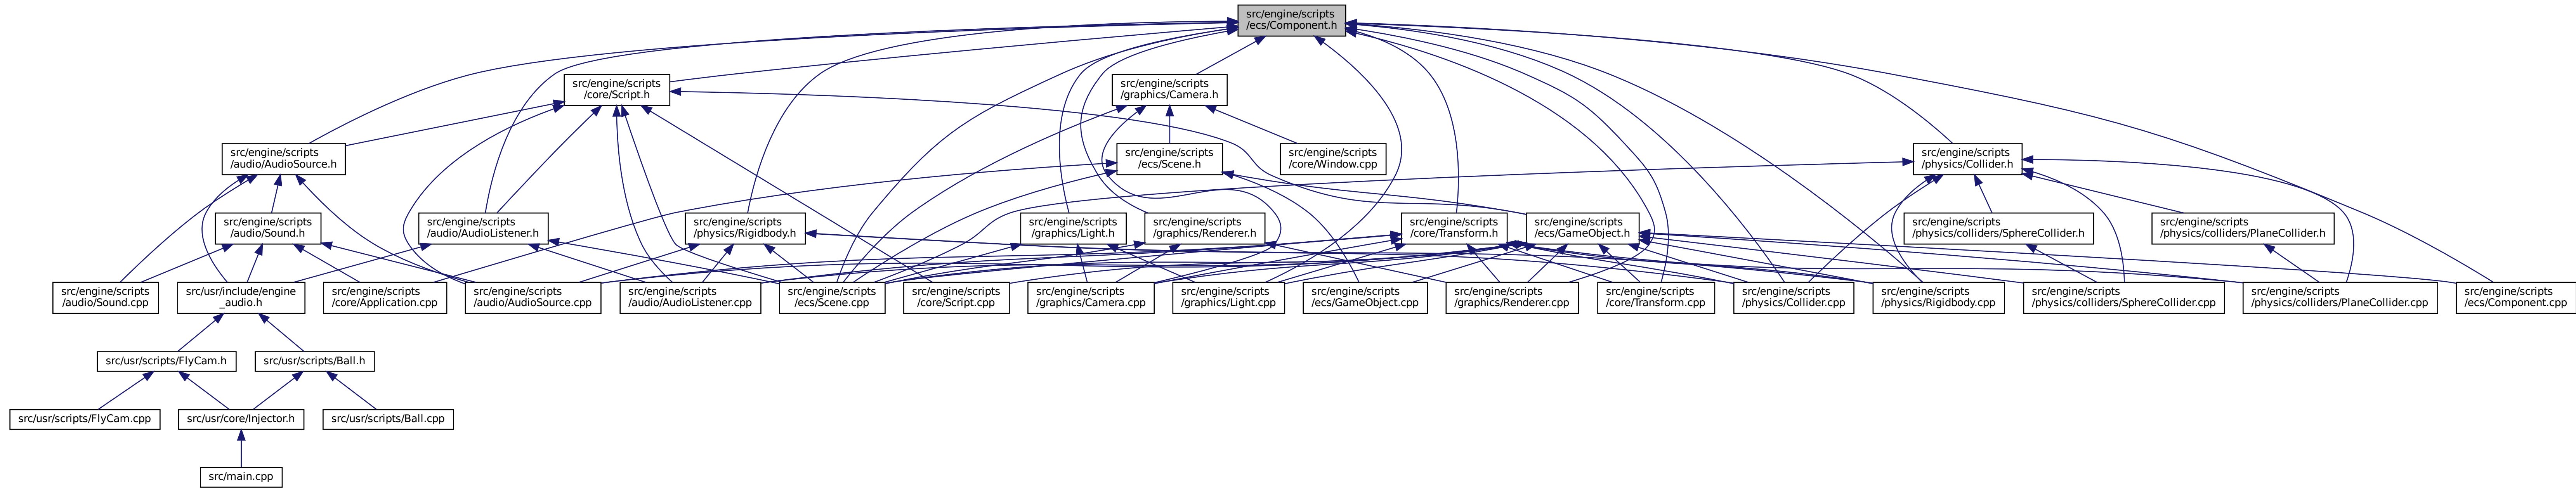 src/engine/scripts
/ecs/Component.h
src/engine/scripts
/core/Script.h
src/engine/scripts
/graphics/Camera.h
src/engine/scripts
/audio/AudioSource.h
src/engine/scripts
/ecs/Scene.h
src/engine/scripts
/core/Window.cpp
src/engine/scripts
/physics/Collider.h
src/engine/scripts
/audio/Sound.h
src/engine/scripts
/audio/AudioListener.h
src/engine/scripts
/physics/Rigidbody.h
src/engine/scripts
/graphics/Light.h
src/engine/scripts
/graphics/Renderer.h
src/engine/scripts
/core/Transform.h
src/engine/scripts
/ecs/GameObject.h
src/engine/scripts
/physics/colliders/SphereCollider.h
src/engine/scripts
/physics/colliders/PlaneCollider.h
src/engine/scripts
/audio/Sound.cpp
src/usr/include/engine
_audio.h
src/engine/scripts
/core/Application.cpp
src/engine/scripts
/audio/AudioSource.cpp
src/engine/scripts
/audio/AudioListener.cpp
src/engine/scripts
/ecs/Scene.cpp
src/engine/scripts
/core/Script.cpp
src/engine/scripts
/graphics/Camera.cpp
src/engine/scripts
/graphics/Light.cpp
src/engine/scripts
/ecs/GameObject.cpp
src/engine/scripts
/graphics/Renderer.cpp
src/engine/scripts
/core/Transform.cpp
src/engine/scripts
/physics/Collider.cpp
src/engine/scripts
/physics/Rigidbody.cpp
src/engine/scripts
/physics/colliders/SphereCollider.cpp
src/engine/scripts
/physics/colliders/PlaneCollider.cpp
src/engine/scripts
/ecs/Component.cpp
src/usr/scripts/FlyCam.h
src/usr/scripts/Ball.h
src/usr/scripts/FlyCam.cpp
src/usr/core/Injector.h
src/usr/scripts/Ball.cpp
src/main.cpp